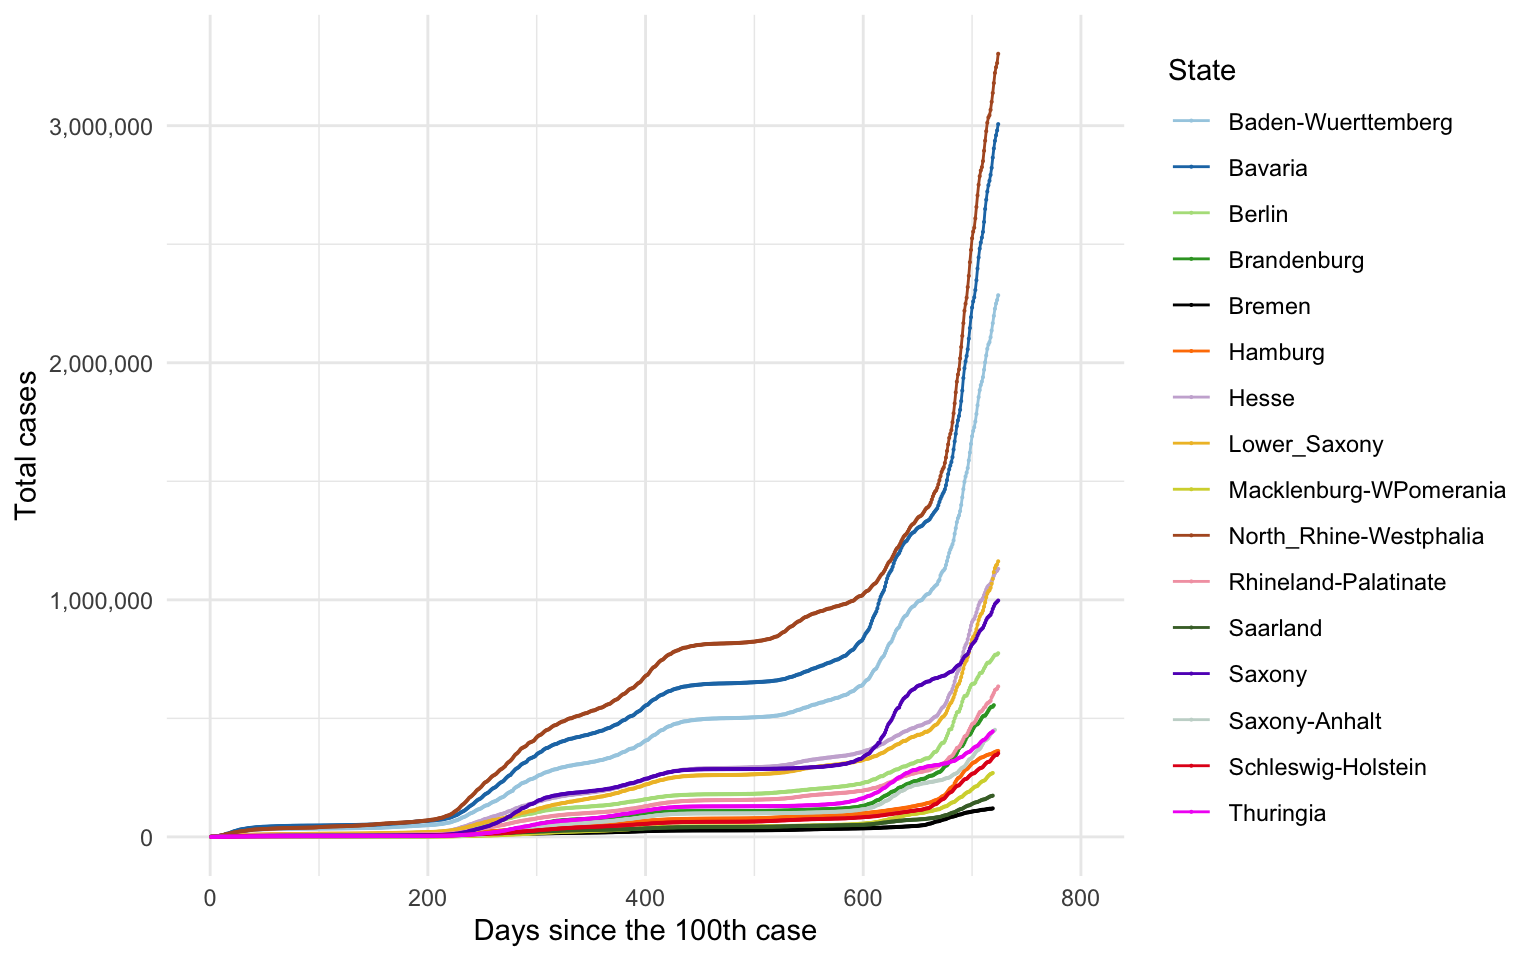 3,000,000
2,000,000
1,000,000
0
Total cases
0 200 400 600 800
Days since the 100th case
State
Baden-Wuerttemberg
Bavaria
Berlin
Brandenburg
Bremen
Hamburg
Hesse
Lower_Saxony
Macklenburg-WPomerania
North_Rhine-Westphalia
Rhineland-Palatinate
Saarland
Saxony
Saxony-Anhalt
Schleswig-Holstein
Thuringia